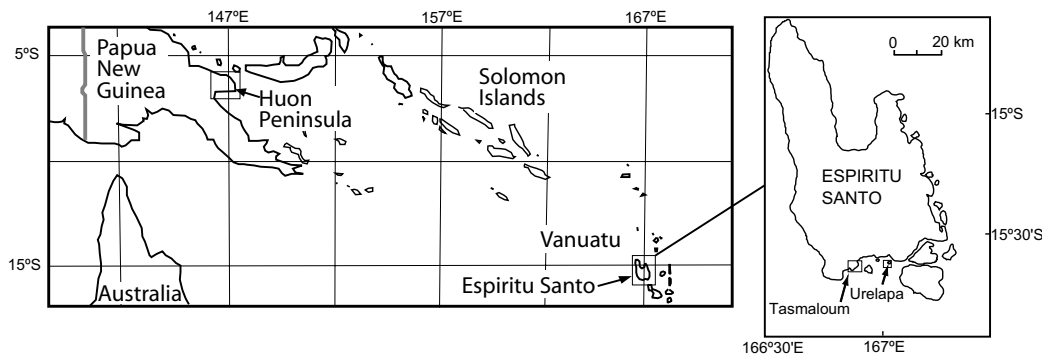 147ºE
157ºE
167ºE
5ºS
Papua
New
Guinea
Huon
Peninsula
Solomon
Islands
Vanuatu
15ºS
Australia
Espiritu Santo
0 20 km
15ºS
ESPIRITU
SANTO
15º30'S
Urelapa
Tasmaloum
166º30'E
167ºE